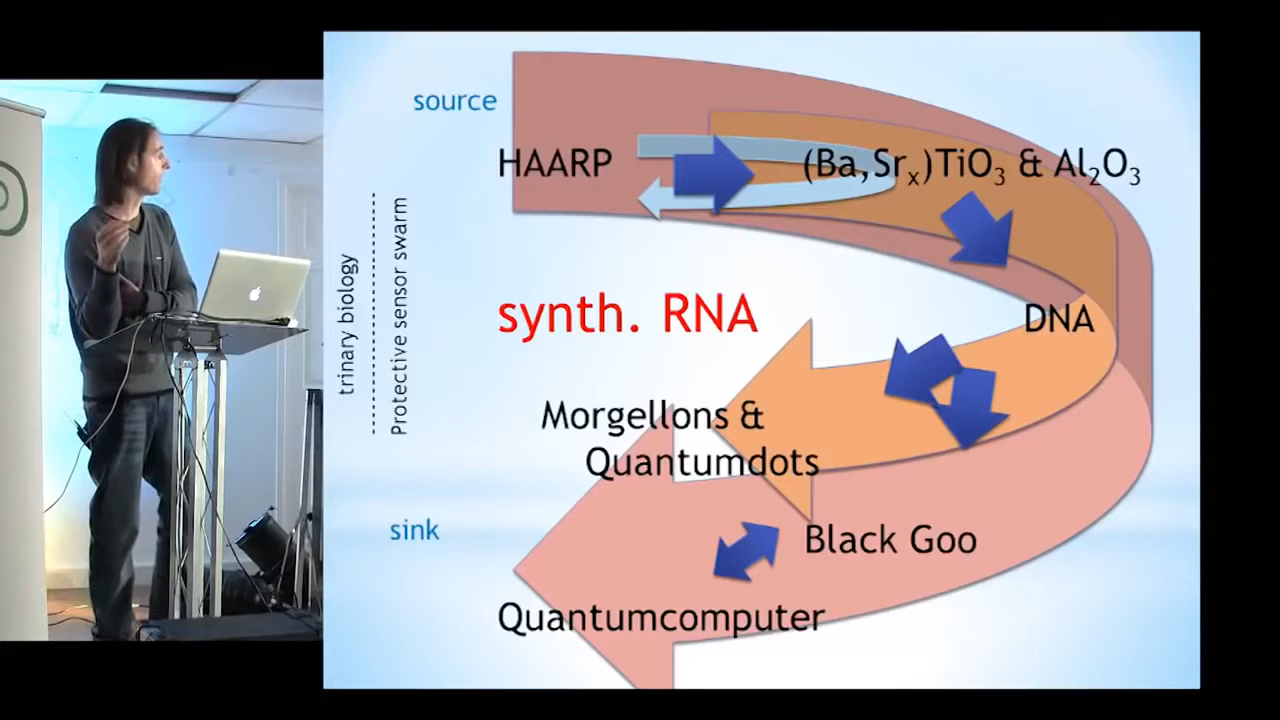 source
HAARP
(Ba,Srₓ)TiO₃ & Al₂O₃
trinary biology
Protective sensor swarm
synth. RNA
DNA
Morgellons &
Quantumdots
sink
Black Goo
Quantumcomputer